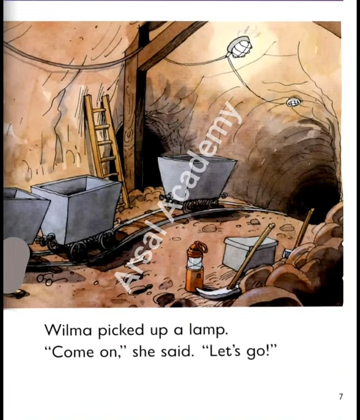 Arsal Academy
Wilma picked up a lamp.
“Come on,” she said. “Let’s go!”
7